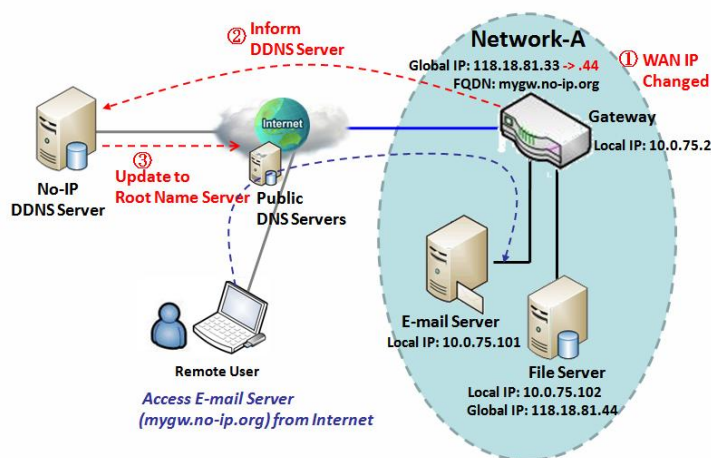 ② Inform
DDNS Server
Network-A
Global IP: 118.18.81.33 -> .44
FQDN: mygw.no-ip.org
① WAN IP
Changed
Gateway
Local IP: 10.0.75.2
Internet
③
Update to
Root Name Server
No-IP
DDNS Server
Public
DNS Servers
E-mail Server
Local IP: 10.0.75.101
Remote User
File Server
Local IP: 10.0.75.102
Global IP: 118.18.81.44
Access E-mail Server
(mygw.no-ip.org) from Internet